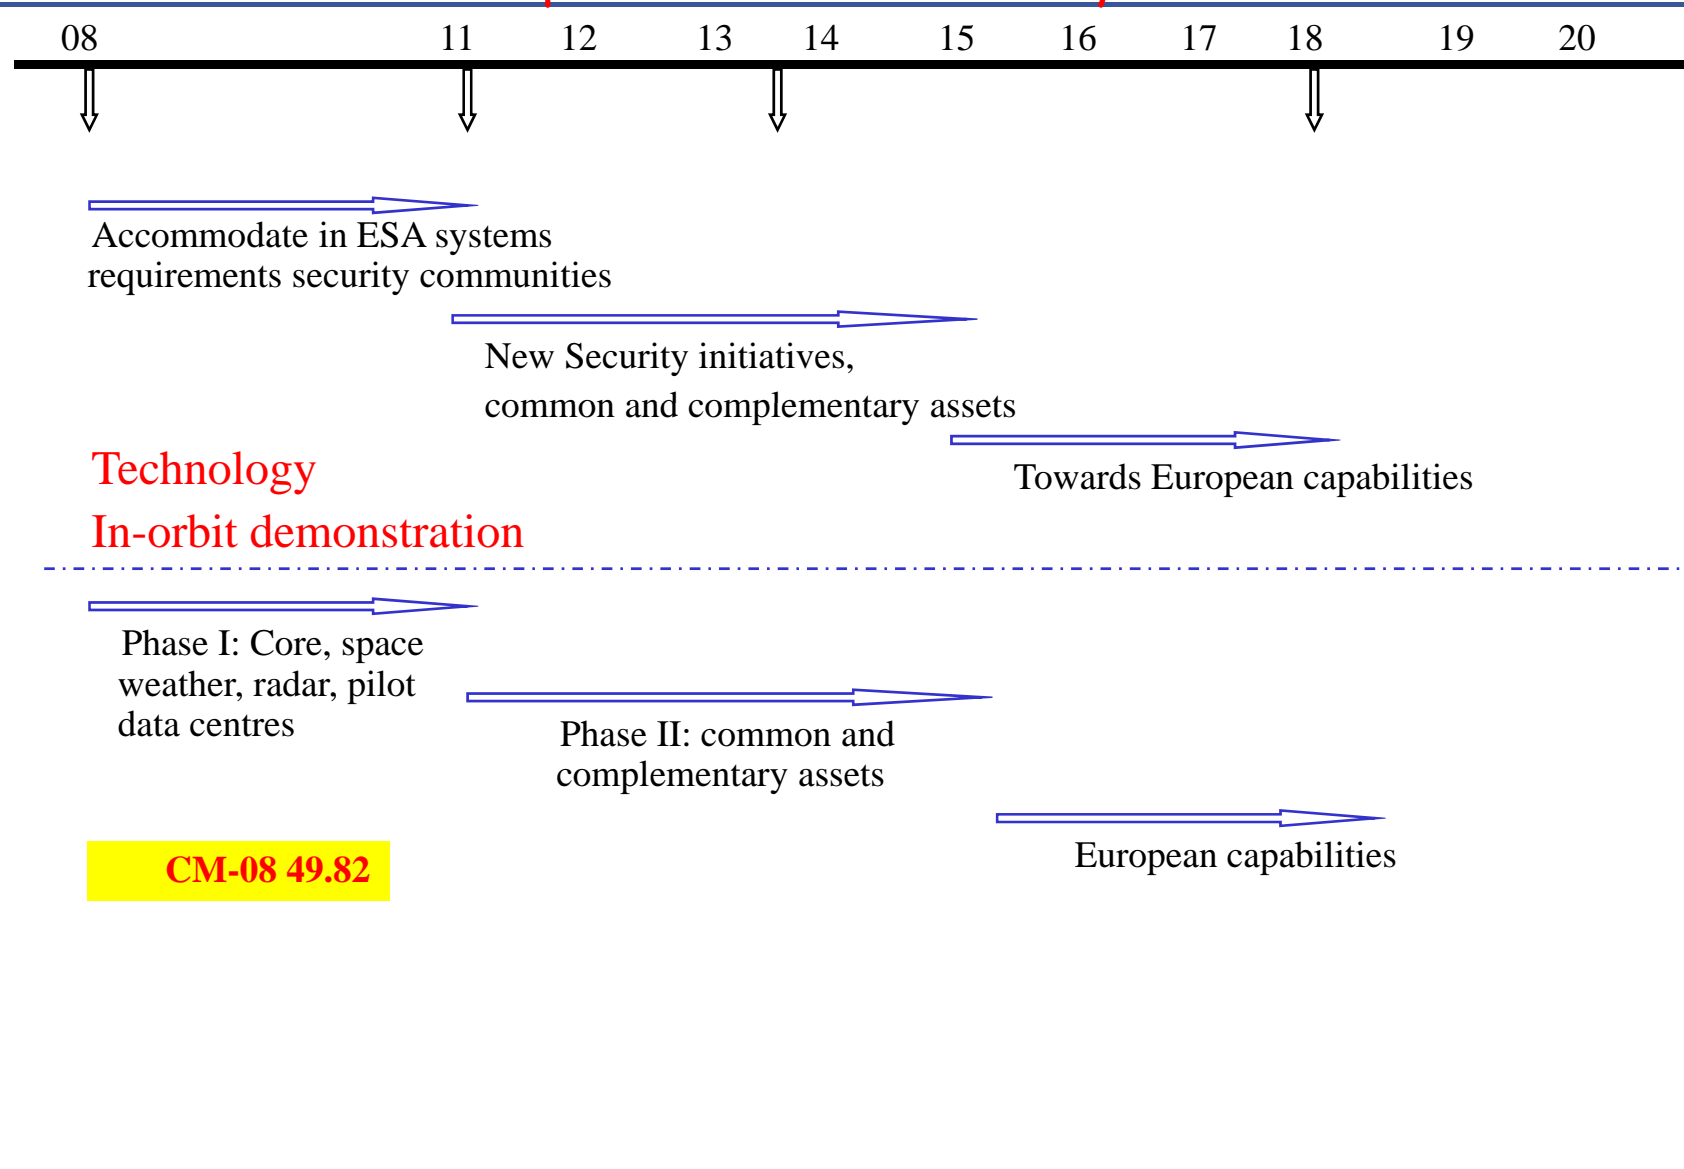 08 11 12 13 14 15 16 17 18 19 20
Accommodate in ESA systems
requirements security communities
New Security initiatives,
common and complementary assets
Towards European capabilities
Technology
In-orbit demonstration
Phase I: Core, space
weather, radar, pilot
data centres
Phase II: common and
complementary assets
European capabilities
CM-08 49.82